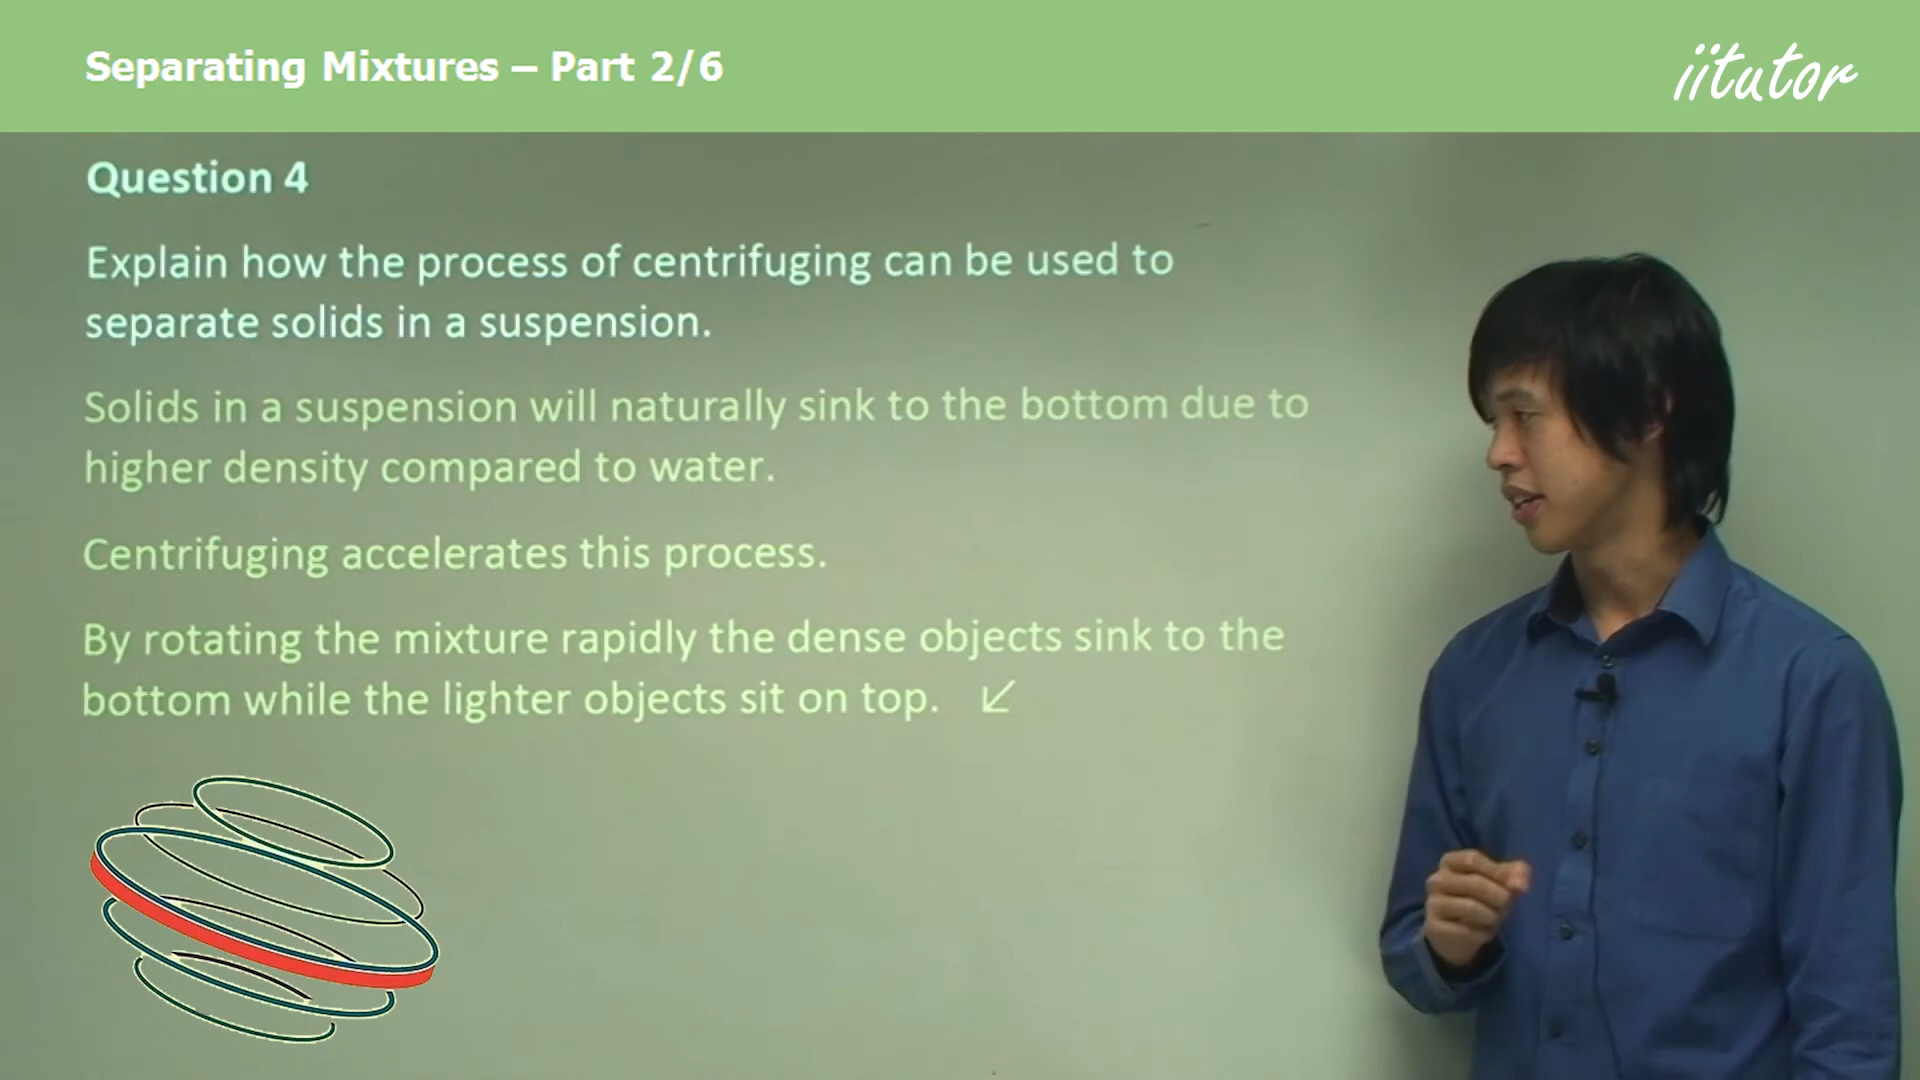 Separating Mixtures – Part 2/6
iitutor
Question 4
Explain how the process of centrifuging can be used to
separate solids in a suspension.
Solids in a suspension will naturally sink to the bottom due to
higher density compared to water.
Centrifuging accelerates this process.
By rotating the mixture rapidly the dense objects sink to the
bottom while the lighter objects sit on top. ↙